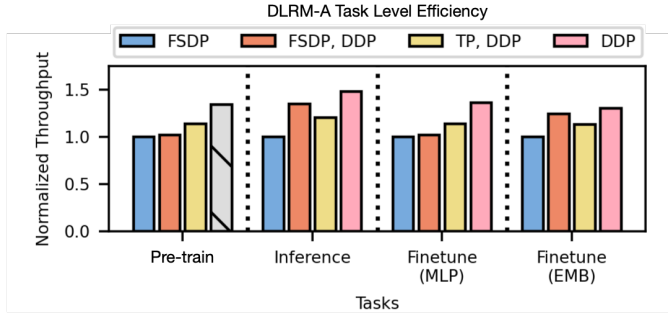 DLRM-A Task Level Efficiency
FSDP FSDP, DDP TP, DDP DDP
Normalized Throughput
1.5
1.0
0.5
0.0
Pre-train Inference Finetune (MLP) Finetune (EMB)
Tasks